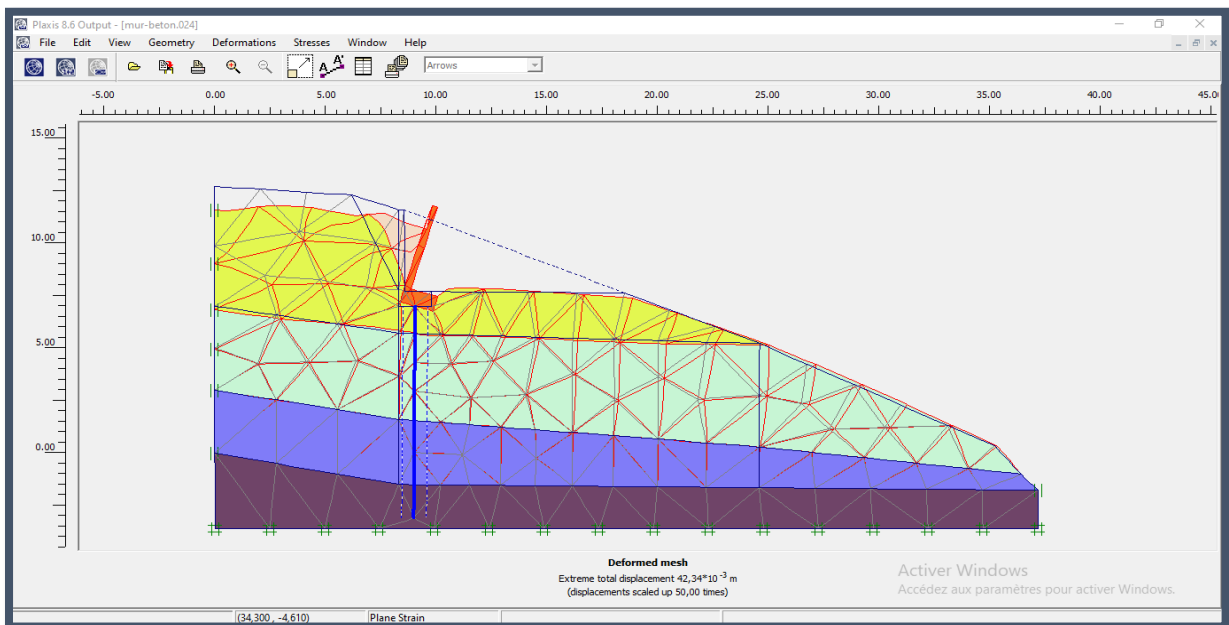 Plaxis 8.6 Output - [mur-beton.024]
File Edit View Geometry Deformations Stresses Window Help
A A' Arrows
-5.00 0.00 5.00 10.00 15.00 20.00 25.00 30.00 35.00 40.00 45.0
15.00
10.00
5.00
0.00
Deformed mesh
Extreme total displacement 42,34*10 -3 m
(displacements scaled up 50,00 times)
Activer Windows
Accédez aux paramètres pour activer Windows.
(34,300 , -4,610) Plane Strain